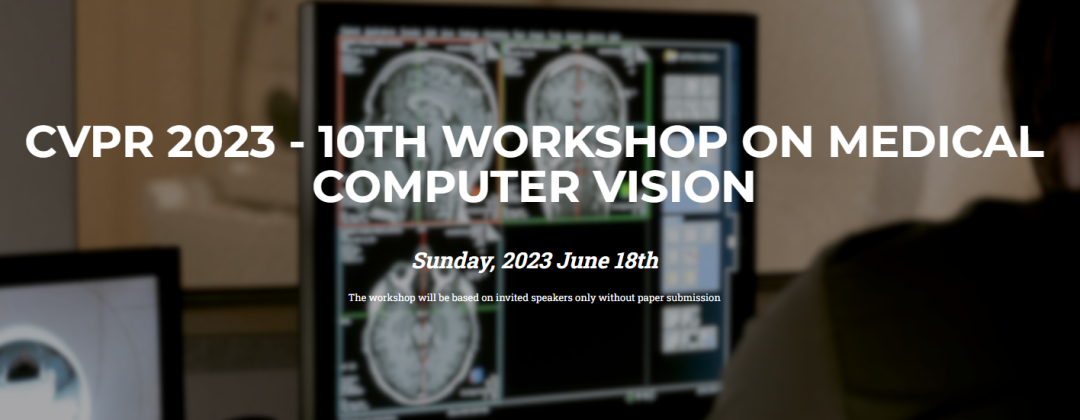 CVPR 2023 - 10TH WORKSHOP ON MEDICAL
COMPUTER VISION
Sunday, 2023 June 18th
The workshop will be based on invited speakers only without paper submission